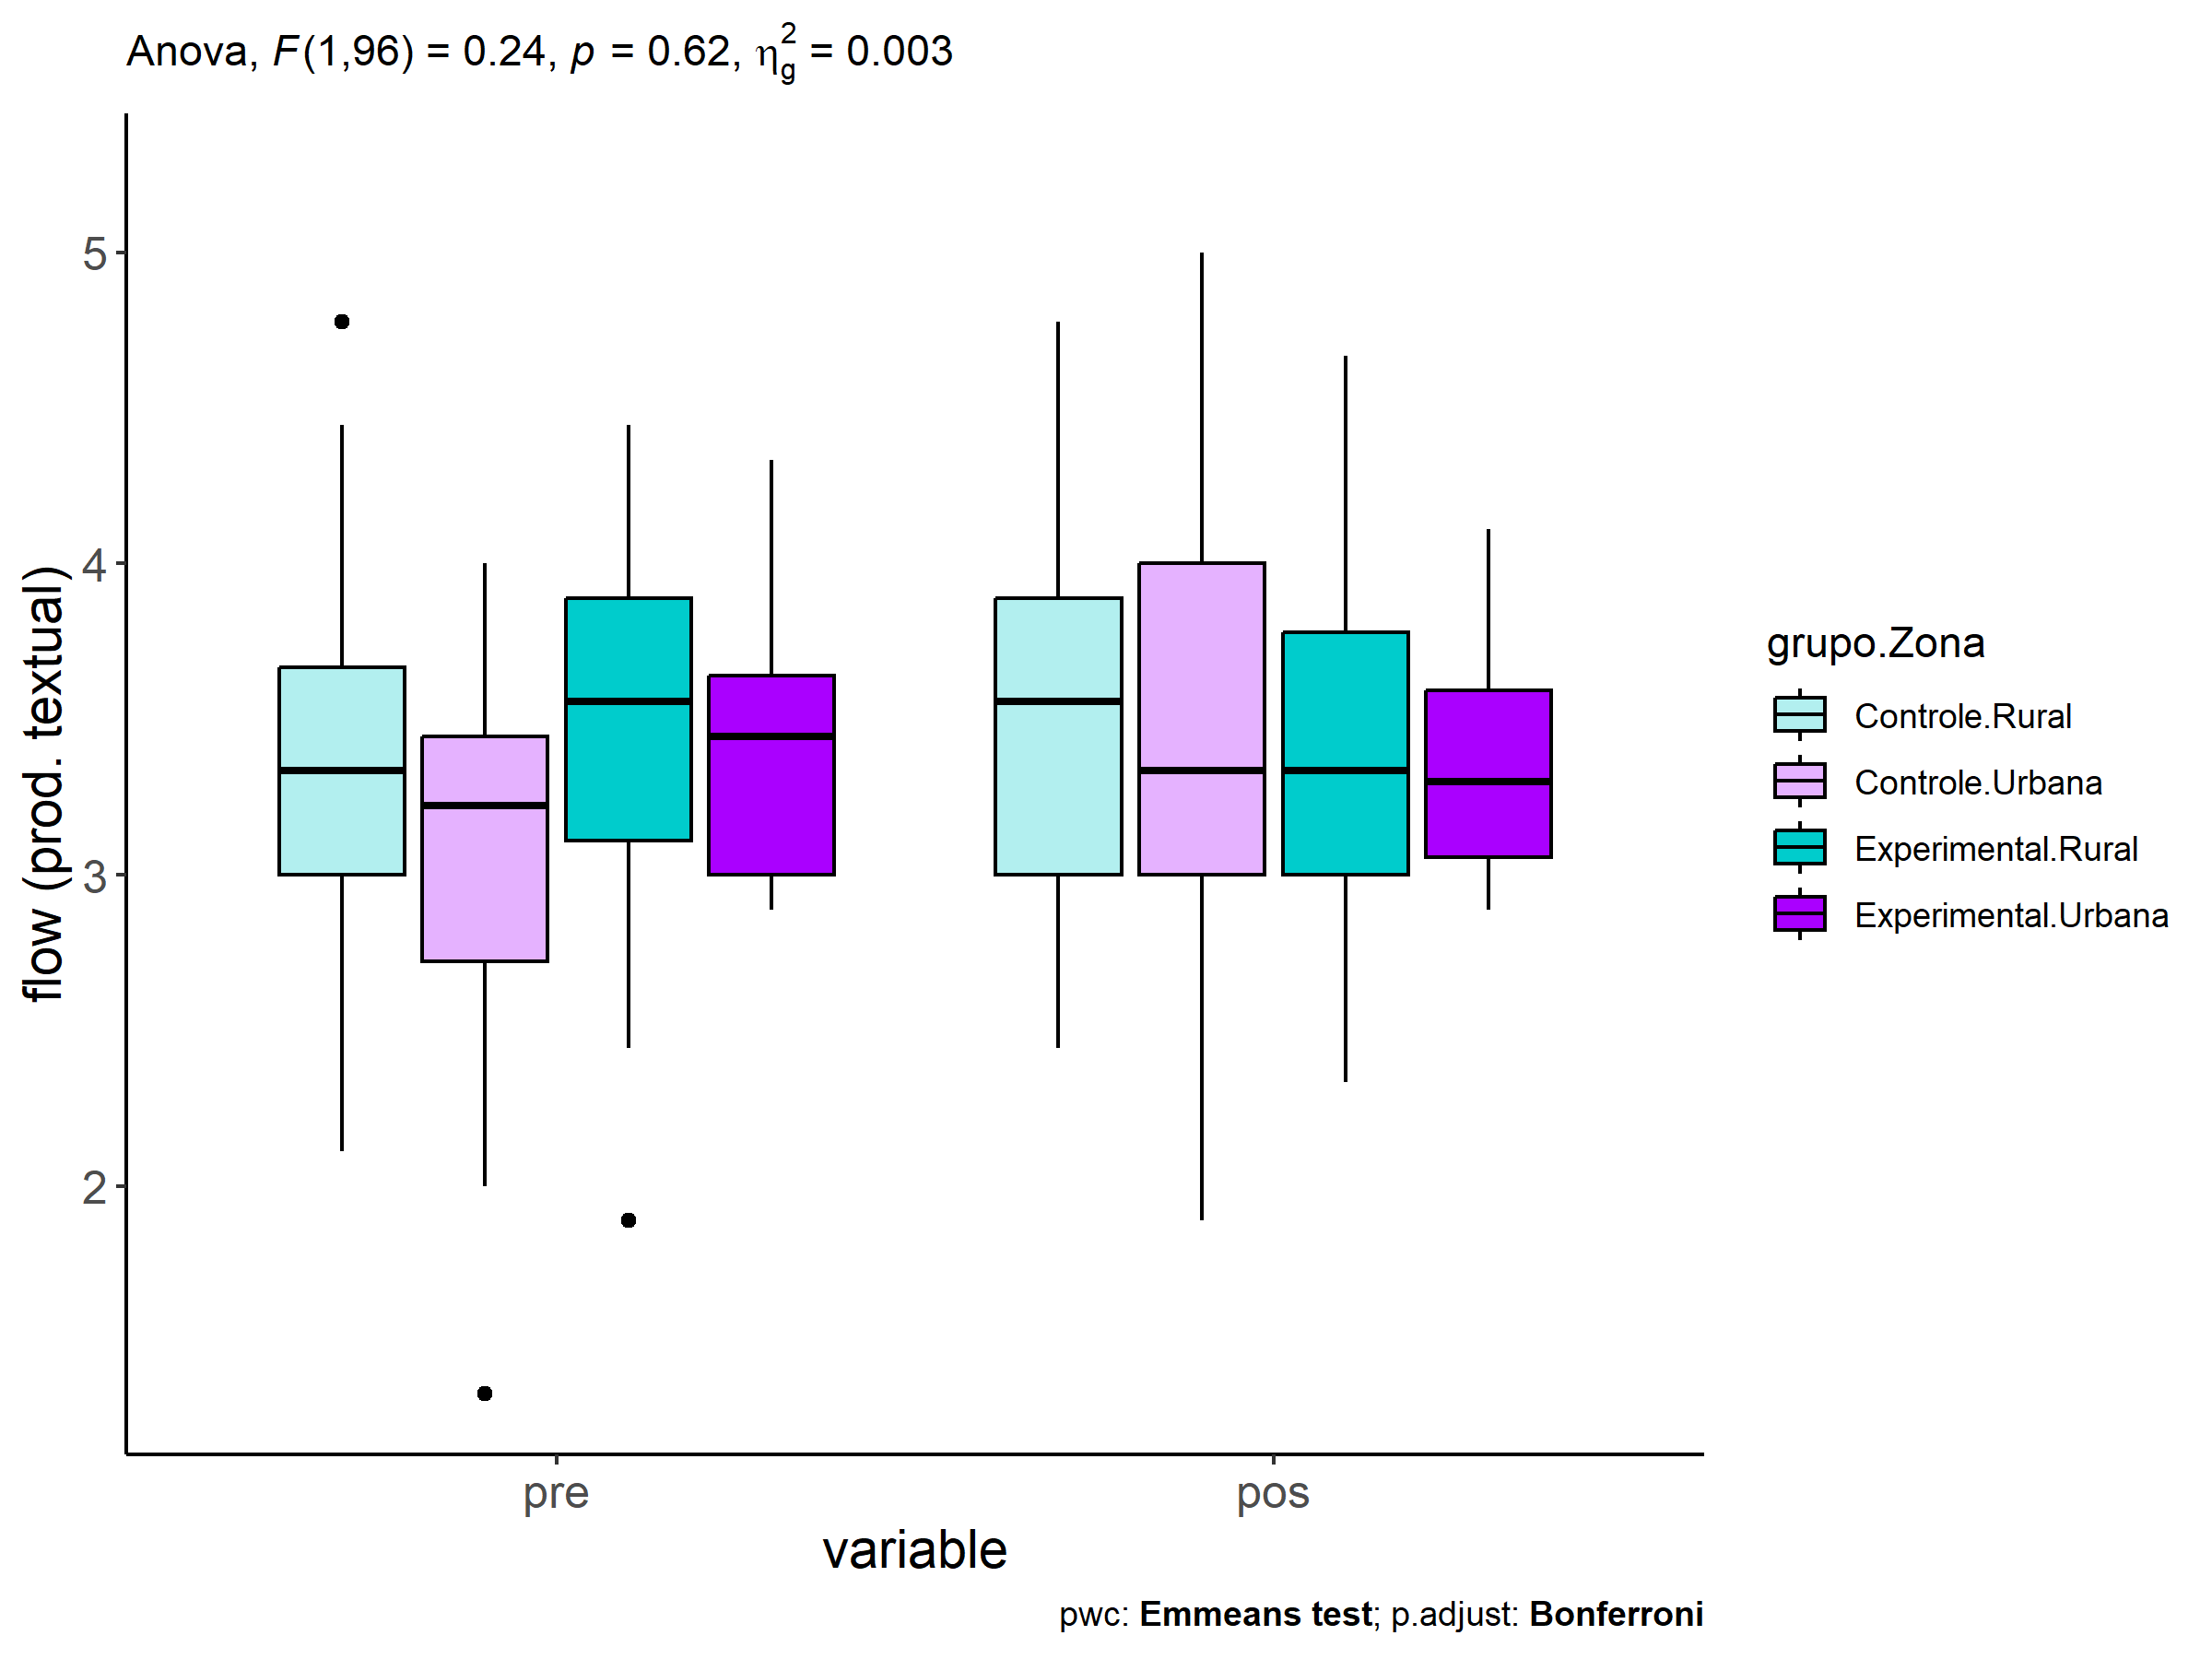 Anova, F(1,96) = 0.24, p = 0.62, η²g = 0.003
flow (prod. textual)
5
4
3
2
pre
pos
variable
grupo.Zona
Controle.Rural
Controle.Urbana
Experimental.Rural
Experimental.Urbana
pwc: Emmeans test; p.adjust: Bonferroni